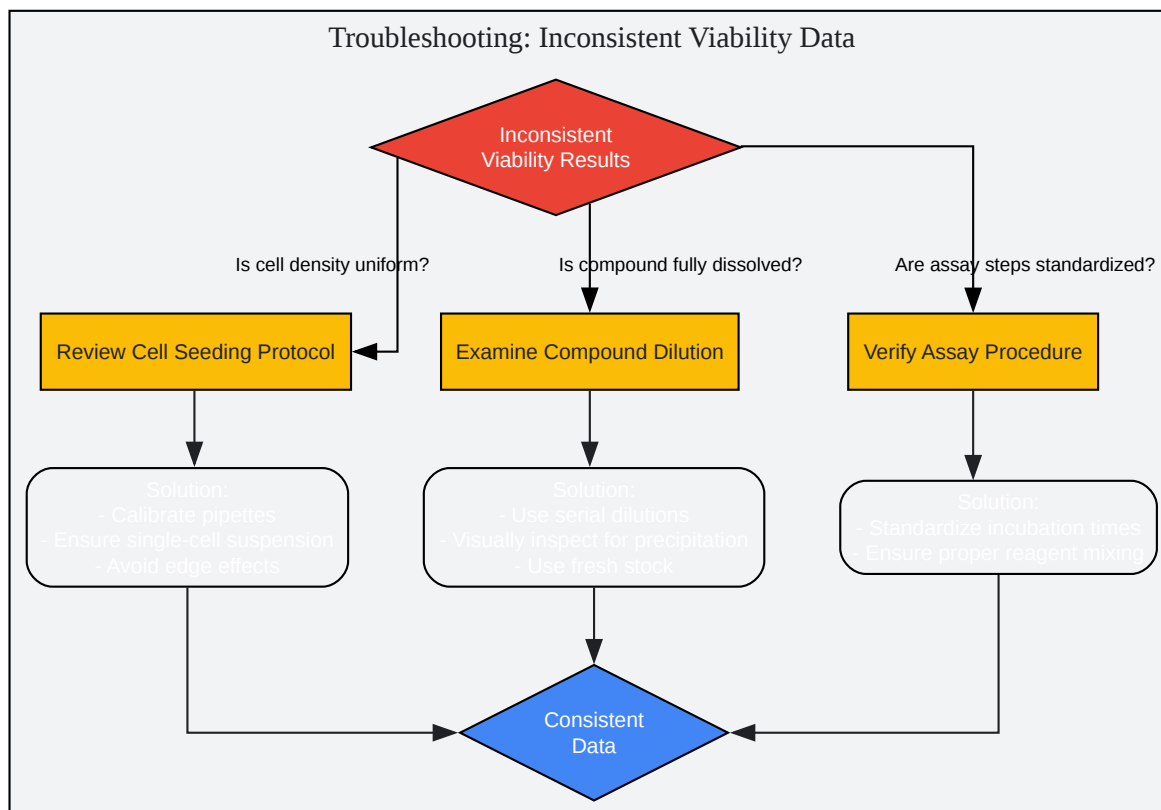 Troubleshooting: Inconsistent Viability Data
Inconsistent
Viability Results
Is cell density uniform?
Is compound fully dissolved?
Are assay steps standardized?
Review Cell Seeding Protocol
Examine Compound Dilution
Verify Assay Procedure
Solution:
- Calibrate pipettes
- Ensure single-cell suspension
- Avoid edge effects
Solution:
- Use serial dilutions
- Visually inspect for precipitation
- Use fresh stock
Solution:
- Standardize incubation times
- Ensure proper reagent mixing
Consistent
Data